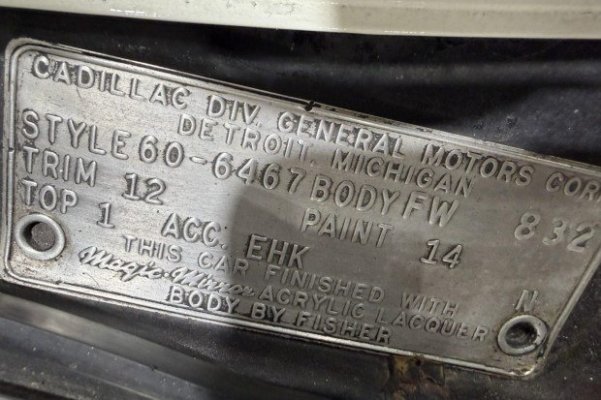 CADILLAC DIV. GENERAL MOTORS COR
DETROIT, MICHIGAN
STYLE 60-6467 BODY FW 832
TRIM 12 PAINT 14
TOP 1 ACC. EHK
THIS CAR FINISHED WITH N
Magic-Mirror ACRYLIC LACQUER
BODY BY FISHER